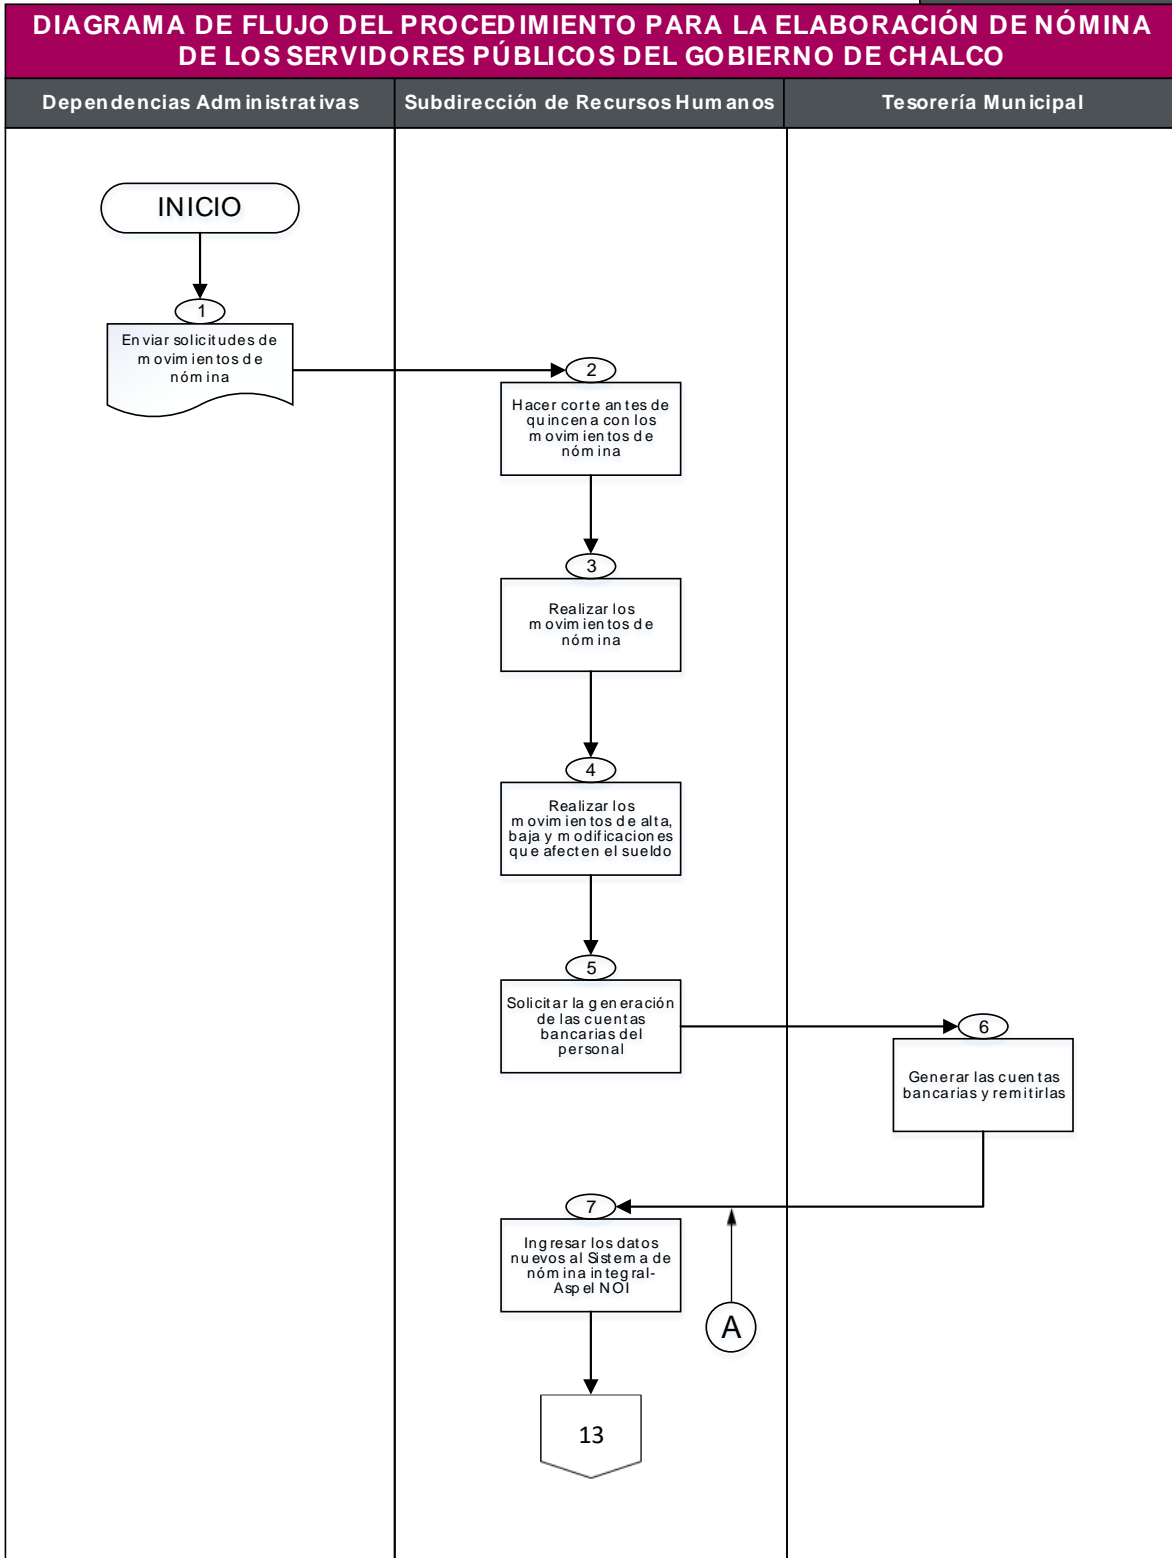 DIAGRAMA DE FLUJO DEL PROCEDIMIENTO PARA LA ELABORACIÓN DE NÓMINA
DE LOS SERVIDORES PÚBLICOS DEL GOBIERNO DE CHALCO
Dependencias Administrativas
Subdirección de Recursos Humanos
Tesorería Municipal
INICIO
1
Enviar solicitudes de
movimientos de
nómina
2
Hacer corte antes de
quincena con los
movimientos de
nómina
3
Realizar los
movimientos de
nómina
4
Realizar los
movimientos de alta,
baja y modificaciones
que afecten el sueldo
5
Solicitar la generación
de las cuentas
bancarias del
personal
6
Generar las cuentas
bancarias y remitirlas
7
Ingresar los datos
nuevos al Sistema de
nómina integral-
Aspel NOI
A
13